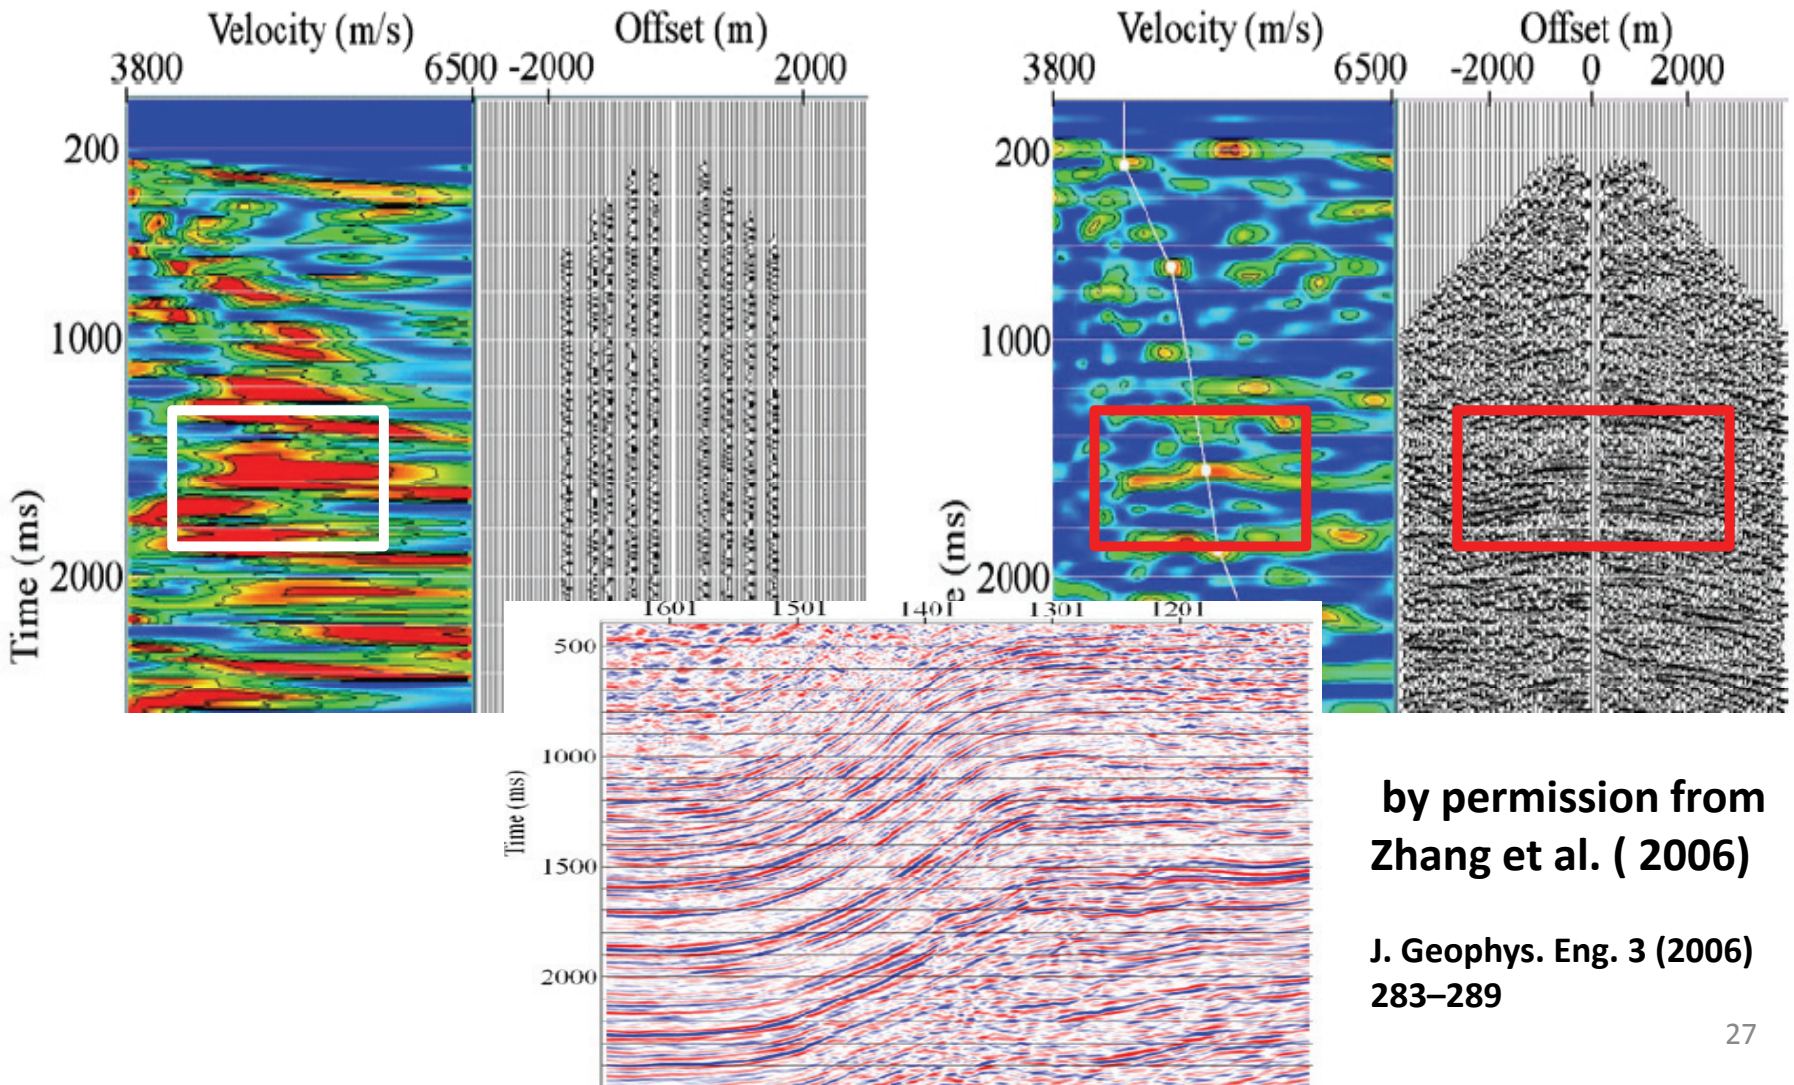 Velocity (m/s) Offset (m)
3800 6500 -2000 2000
200
1000
2000
Time (ms)
Velocity (m/s) Offset (m)
3800 6500 -2000 0 2000
200
1000
2000
e (ms)
1601 1501 1401 1301 1201
500
1000
1500
2000
Time (ms)
by permission from
Zhang et al. ( 2006)
J. Geophys. Eng. 3 (2006)
283–289
27